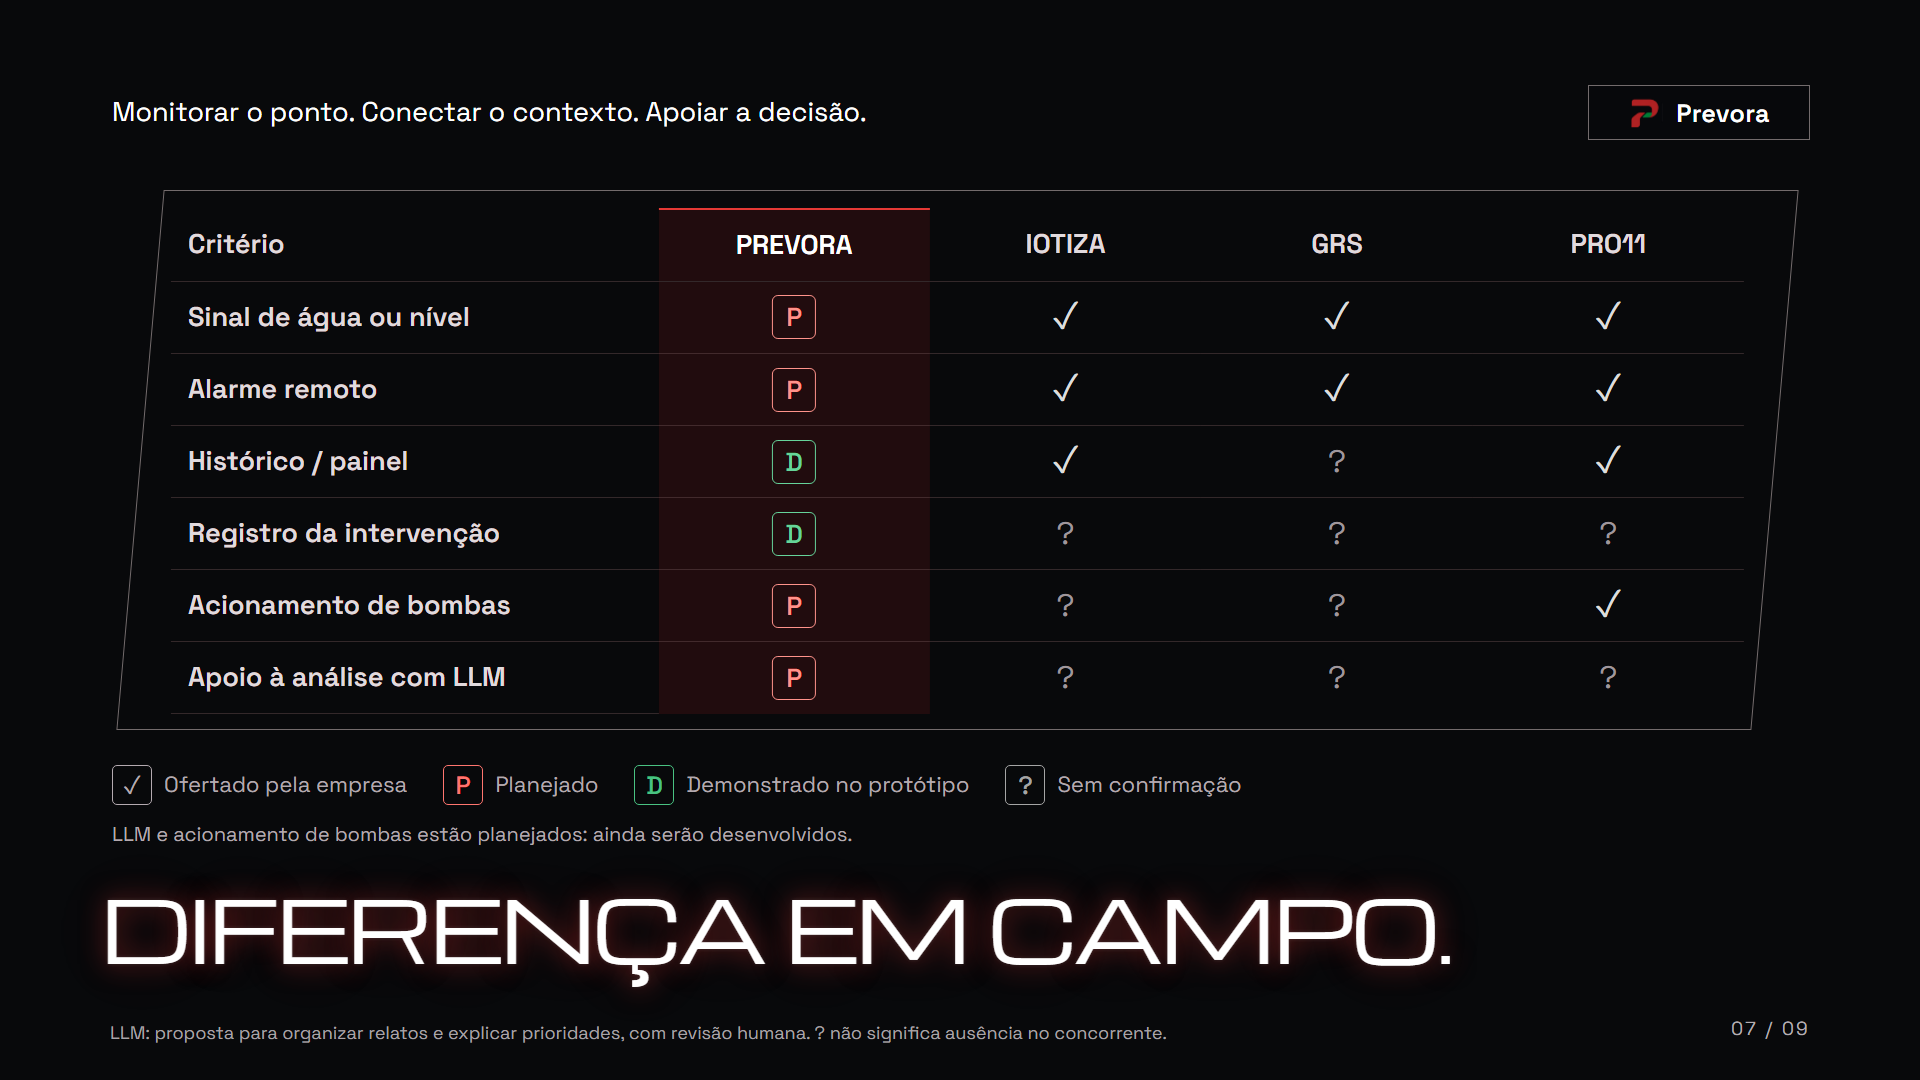 Monitorar o ponto. Conectar o contexto. Apoiar a decisão.
Prevora
Critério PREVORA IOTIZA GRS PRO11
Sinal de água ou nível P ✓ ✓ ✓
Alarme remoto P ✓ ✓ ✓
Histórico / painel D ✓ ? ✓
Registro da intervenção D ? ? ?
Acionamento de bombas P ? ? ✓
Apoio à análise com LLM P ? ? ?
✓ Ofertado pela empresa P Planejado D Demonstrado no protótipo ? Sem confirmação
LLM e acionamento de bombas estão planejados: ainda serão desenvolvidos.
DIFERENÇA EM CAMPO.
LLM: proposta para organizar relatos e explicar prioridades, com revisão humana. ? não significa ausência no concorrente.
07 / 09